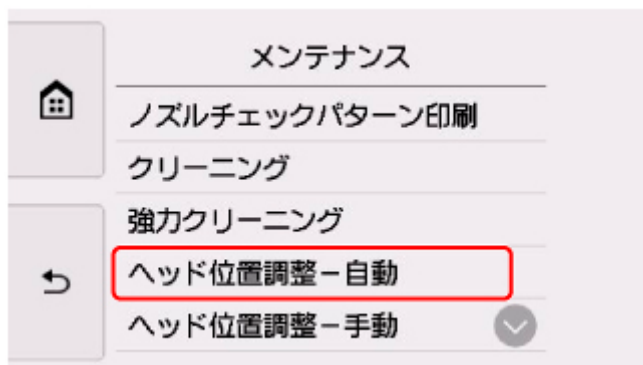 メンテナンス
ノズルチェックパターン印刷
クリーニング
強力クリーニング
ヘッド位置調整－自動
ヘッド位置調整－手動